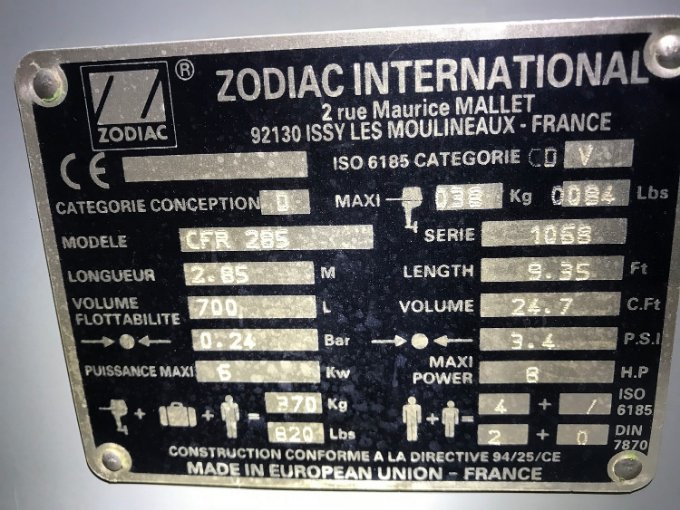 ZODIAC
®
ZODIAC INTERNATIONAL
2 rue Maurice MALLET
92130 ISSY LES MOULINEAUX - FRANCE
CE
ISO 6185 CATEGORIE V
CATEGORIE CONCEPTION D MAXI 038 Kg 0084 Lbs
MODÈLE CFR 285 SERIE 1068
LONGUEUR 2.85 M LENGTH 9.35 Ft
VOLUME FLOTTABILITE 700 L VOLUME 24.7 C.Ft
0.24 Bar 3.4 P.S.I
PUISSANCE MAXI 6 Kw MAXI POWER 8 H.P
+ + = 370 Kg + = 4 + / ISO 6185
820 Lbs 2 + 0 DIN 7870
CONSTRUCTION CONFORME A LA DIRECTIVE 94/25/CE
MADE IN EUROPEAN UNION - FRANCE